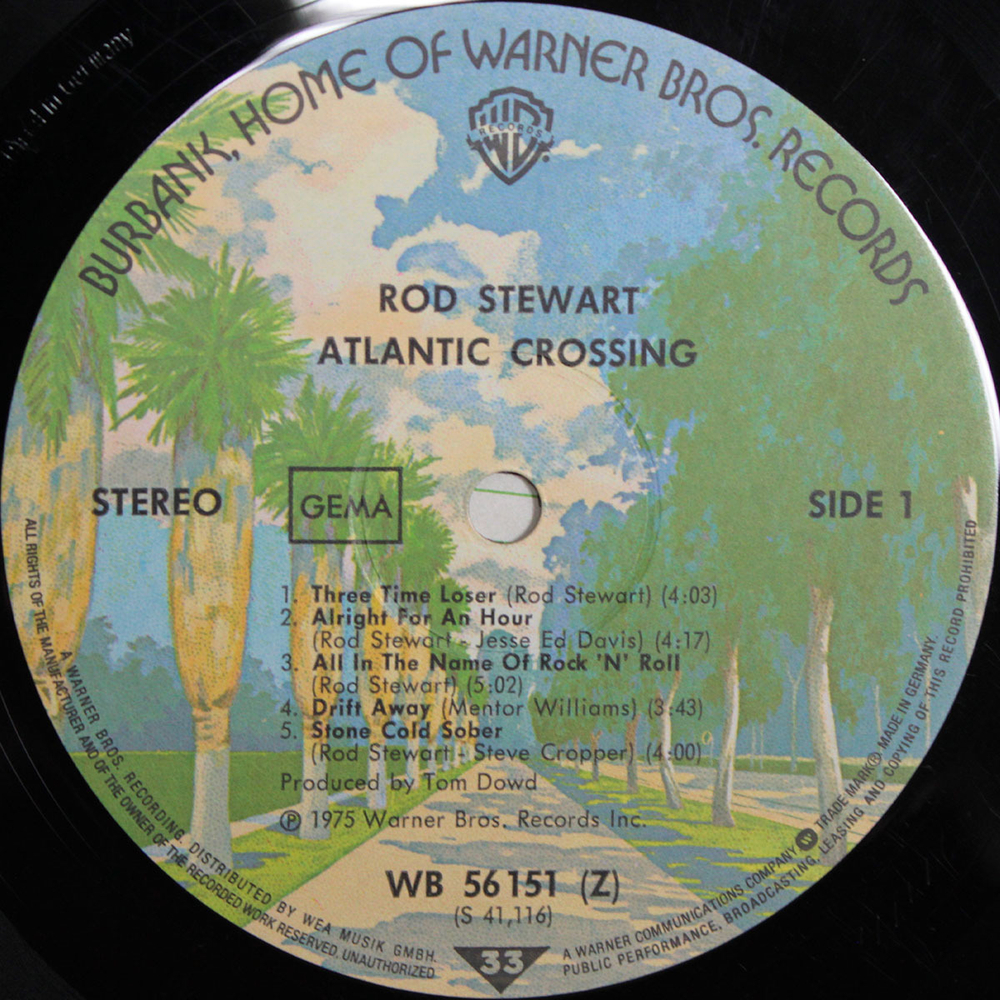 BURBANK, HOME OF WARNER BROS. RECORDS
RECORDS
ROD STEWART
ATLANTIC CROSSING
STEREO
GEMA
SIDE 1
1. Three Time Loser (Rod Stewart) (4:03)
2. Alright For An Hour
(Rod Stewart - Jesse Ed Davis) (4:17)
3. All In The Name Of Rock 'N' Roll
(Rod Stewart) (5:02)
4. Drift Away (Mentor Williams) (3:43)
5. Stone Cold Sober
(Rod Stewart - Steve Cropper) (4:00)
Produced by Tom Dowd
℗ 1975 Warner Bros. Records Inc.
WB 56151 (Z)
(S 41,116)
33
A WARNER BROS. RECORDING. DISTRIBUTED BY WEA MUSIK GMBH.
A WARNER COMMUNICATIONS COMPANY TRADE MARK® MADE IN GERMANY.
ALL RIGHTS OF THE MANUFACTURER AND OF THE OWNER OF THE RECORDED WORK RESERVED. UNAUTHORIZED
PUBLIC PERFORMANCE, BROADCASTING, LEASING AND COPYING OF THIS RECORD PROHIBITED
Made in Germany